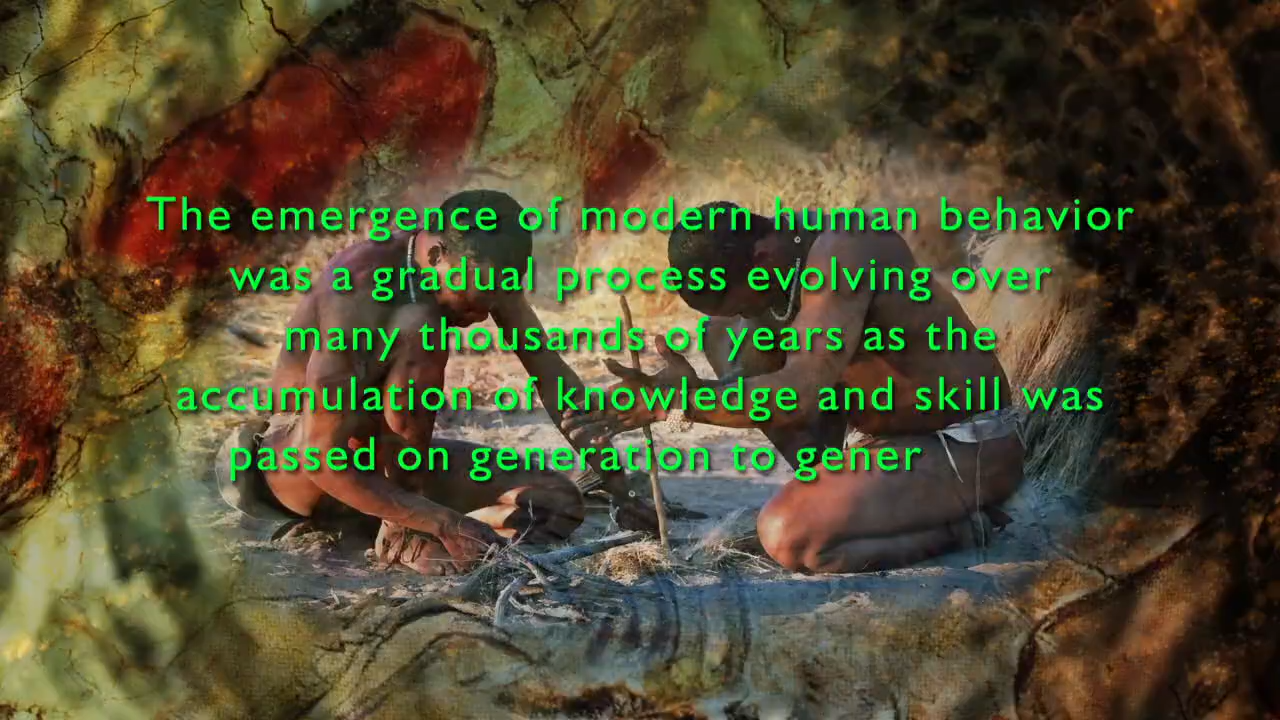 The emergence of modern human behavior
was a gradual process evolving over
many thousands of years as the
accumulation of knowledge and skill was
passed on generation to gener